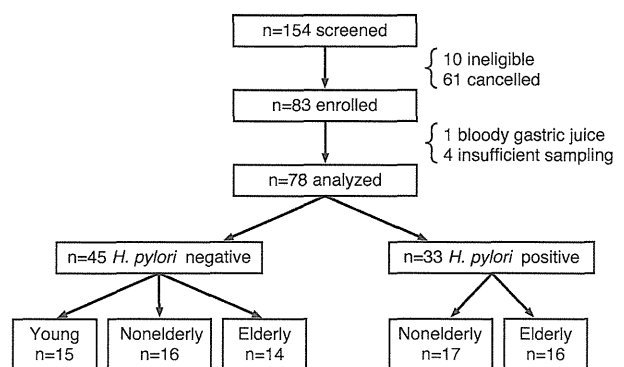 n=154 screened
10 ineligible
61 cancelled
n=83 enrolled
1 bloody gastric juice
4 insufficient sampling
n=78 analyzed
n=45 H. pylori negative
n=33 H. pylori positive
Young
n=15
Nonelderly
n=16
Elderly
n=14
Nonelderly
n=17
Elderly
n=16